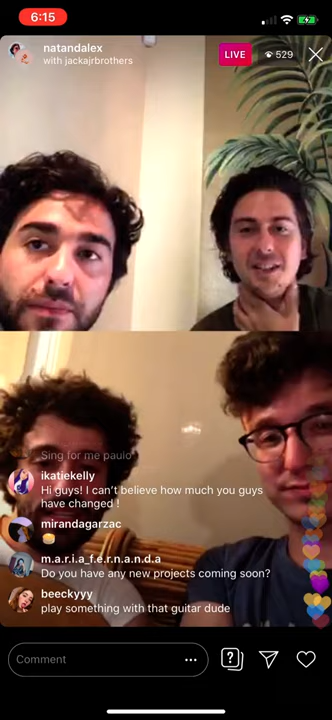 6:15
natandalex
with jackajrbrothers
LIVE
529
Sing for me paulo
ikatiekelly
Hi guys! I can't believe how much you guys
have changed !
mirandagarzac
m.a.r.i.a_f.e.r.n.a.n.d.a
Do you have any new projects coming soon?
beeckyyy
play something with that guitar dude
Comment